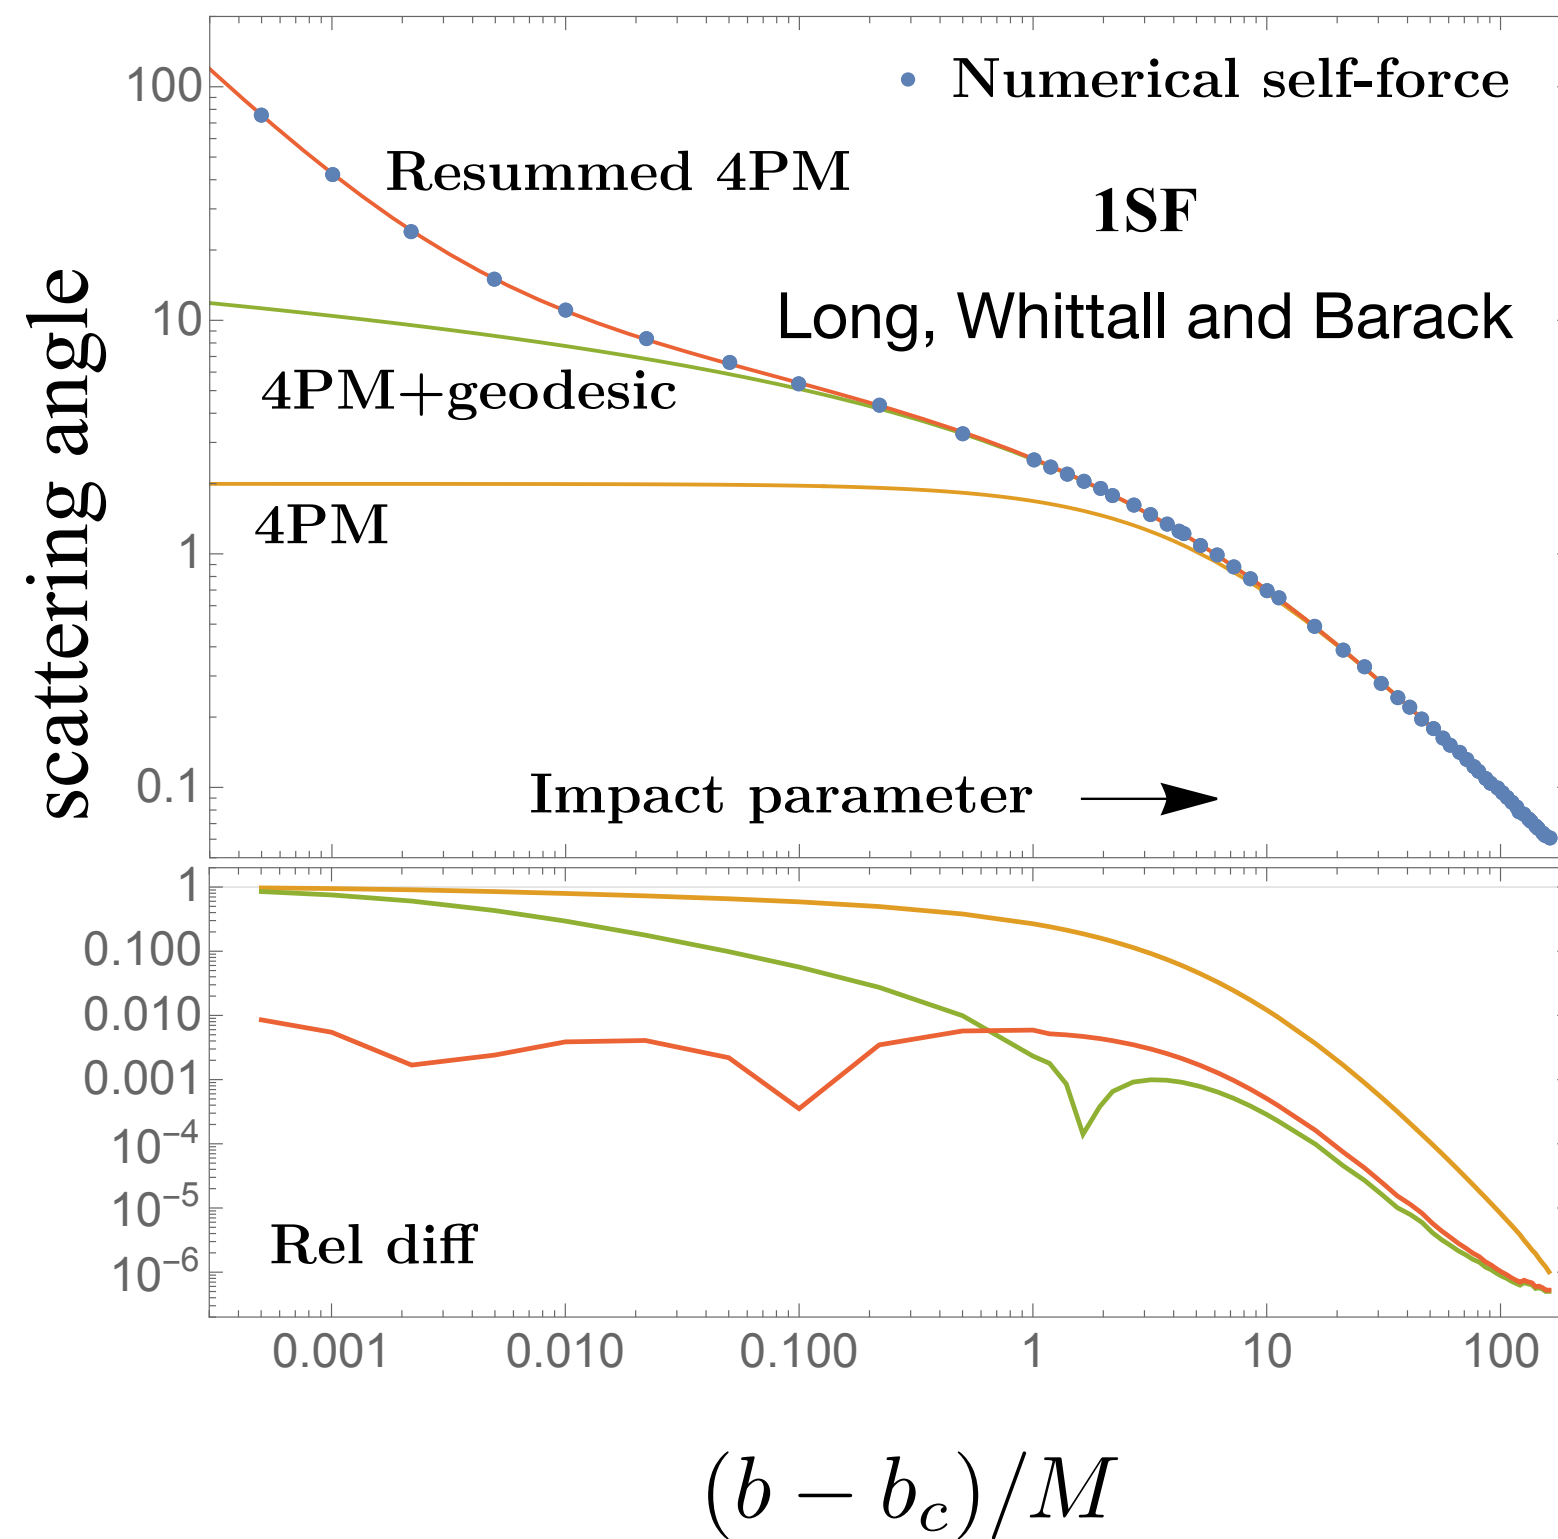 scattering angle
100
10
1
0.1
Numerical self-force
Resummed 4PM
1SF
Long, Whittall and Barack
4PM+geodesic
4PM
Impact parameter
1
0.100
0.010
0.001
10⁻⁴
10⁻⁵
10⁻⁶
Rel diff
0.001 0.010 0.100 1 10 100
(b − b_c)/M